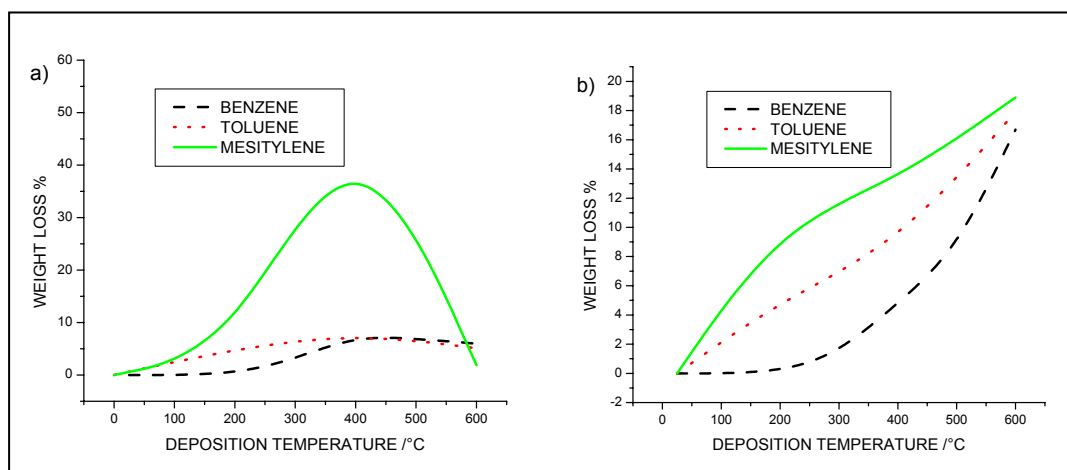 a)
60
50
40
30
20
10
0
WEIGHT LOSS %
BENZENE
TOLUENE
MESITYLENE
0 100 200 300 400 500 600
DEPOSITION TEMPERATURE /°C
b)
20
18
16
14
12
10
8
6
4
2
0
-2
WEIGHT LOSS %
BENZENE
TOLUENE
MESITYLENE
0 100 200 300 400 500 600
DEPOSITION TEMPERATURE /°C